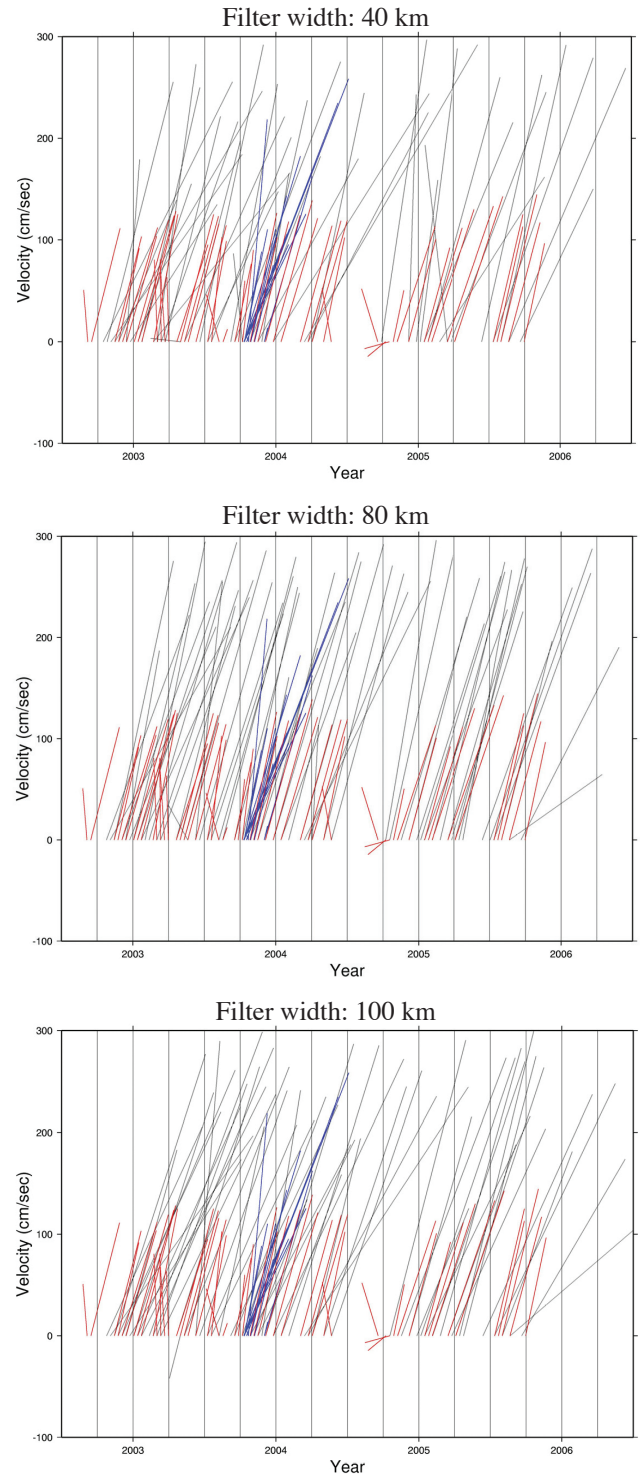 Filter width: 40 km
300
200
100
0
-100
Velocity (cm/sec)
2003 2004 2005 2006
Year
Filter width: 80 km
300
200
100
0
-100
Velocity (cm/sec)
2003 2004 2005 2006
Year
Filter width: 100 km
300
200
100
0
-100
Velocity (cm/sec)
2003 2004 2005 2006
Year